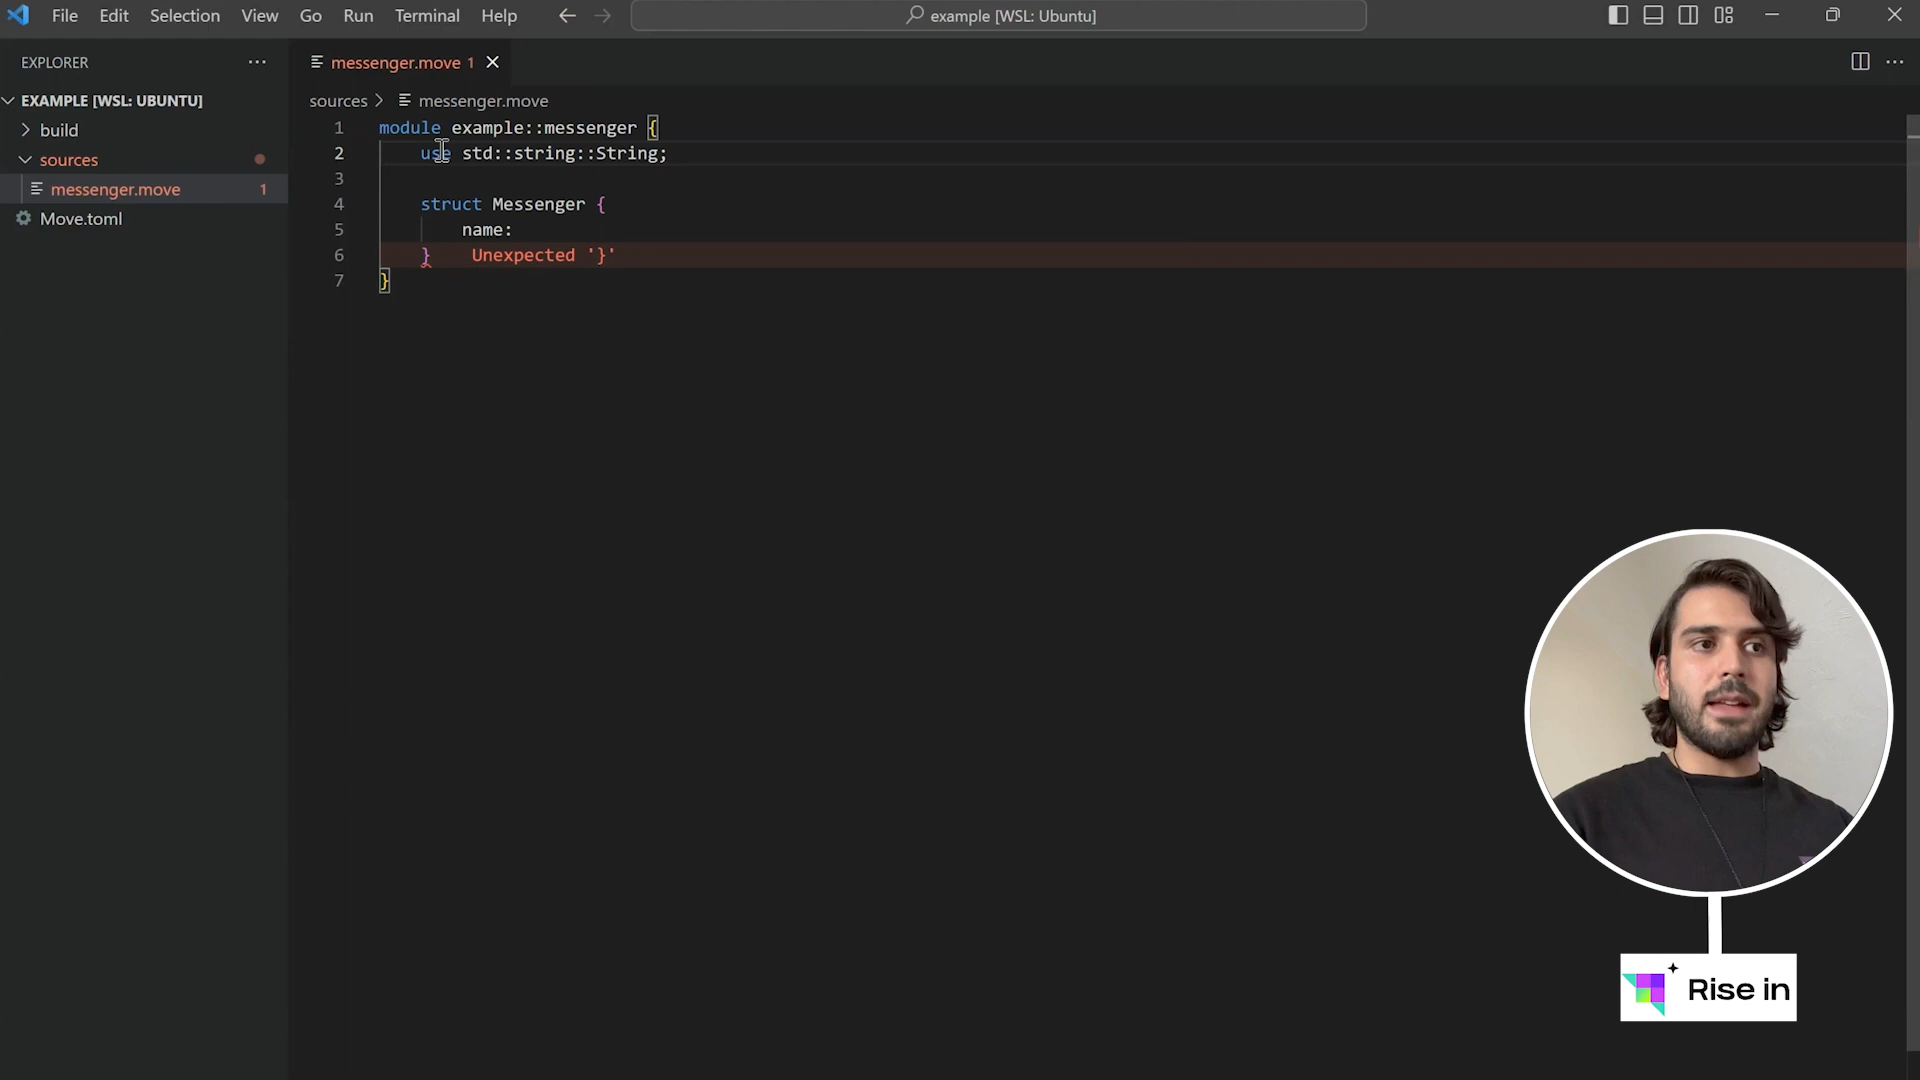 File Edit Selection View Go Run Terminal Help example [WSL: Ubuntu]
EXPLORER
EXAMPLE [WSL: UBUNTU]
build
sources
messenger.move 1
Move.toml
messenger.move 1
sources > messenger.move
1 module example::messenger {
2 use std::string::String;
3
4 struct Messenger {
5 name:
6 } Unexpected '}'
7 }
Rise in